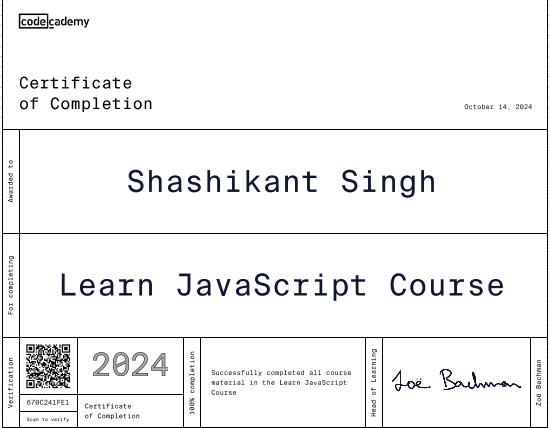 codecademy
Certificate
of Completion
October 14, 2024
Awarded to
Shashikant Singh
For completing
Learn JavaScript Course
Verification
670C241FE1
Scan to verify
2024
Certificate
of Completion
100% completion
Successfully completed all course
material in the Learn JavaScript
Course
Head of Learning
Zoë Bachman
Zoë Bachman